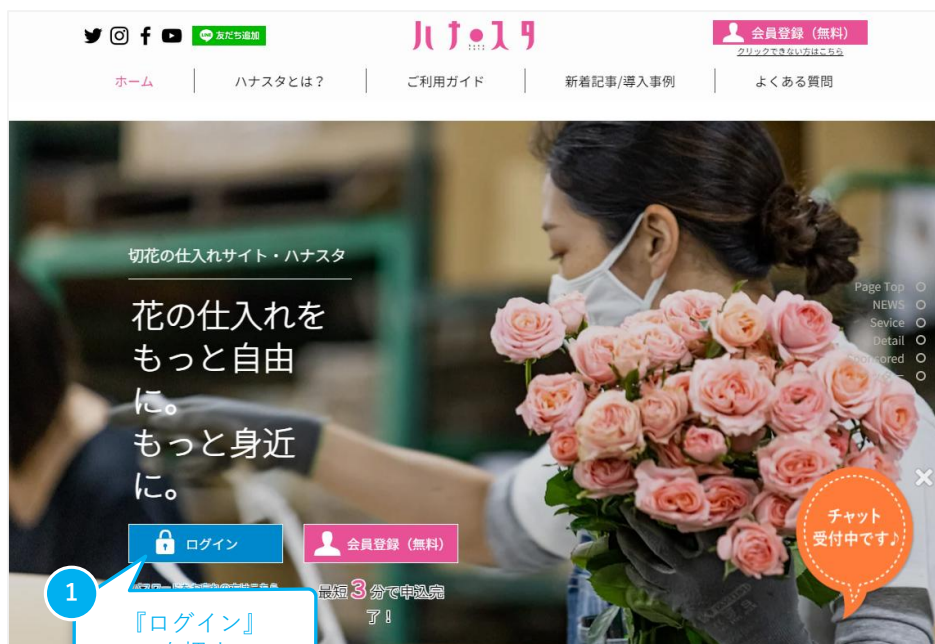 友だち追加
ハナスタ
会員登録（無料）
クリックできない方はこちら
ホーム
ハナスタとは？
ご利用ガイド
新着記事/導入事例
よくある質問
切花の仕入れサイト・ハナスタ
花の仕入れを
もっと自由
に。
もっと身近
に。
Page Top
NEWS
Sevice
Detail
チャット
受付中です♪
ログイン
会員登録（無料）
最短3分で申込完
了！
1
『ログイン』